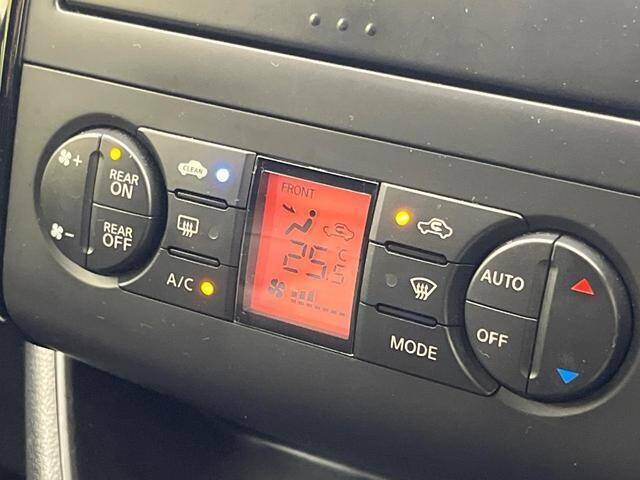 +
REAR
ON
-
REAR
OFF
CLEAN
A/C
FRONT
25.5°C
MODE
AUTO
OFF